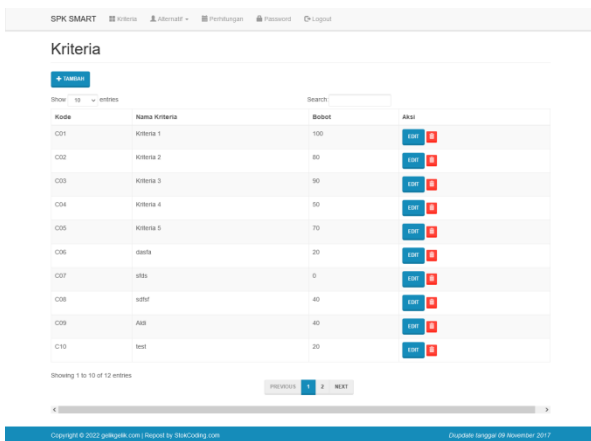 SPK SMART Kriteria Alternatif Perhitungan Password Logout
Kriteria
+ TAMBAH
Show 10 entries Search:
Kode Nama Kriteria Bobot Aksi
C01 Kriteria 1 100 EDIT
C02 Kriteria 2 80 EDIT
C03 Kriteria 3 90 EDIT
C04 Kriteria 4 50 EDIT
C05 Kriteria 5 70 EDIT
C06 20 EDIT
C07 0 EDIT
C08 40 EDIT
C09 Aldi 40 EDIT
C10 test 20 EDIT
Showing 1 to 10 of 12 entries
PREVIOUS 1 2 NEXT
Copyright © 2022 gelikgelik.com | Repost by StokCoding.com Diupdate tanggal 09 November 2017